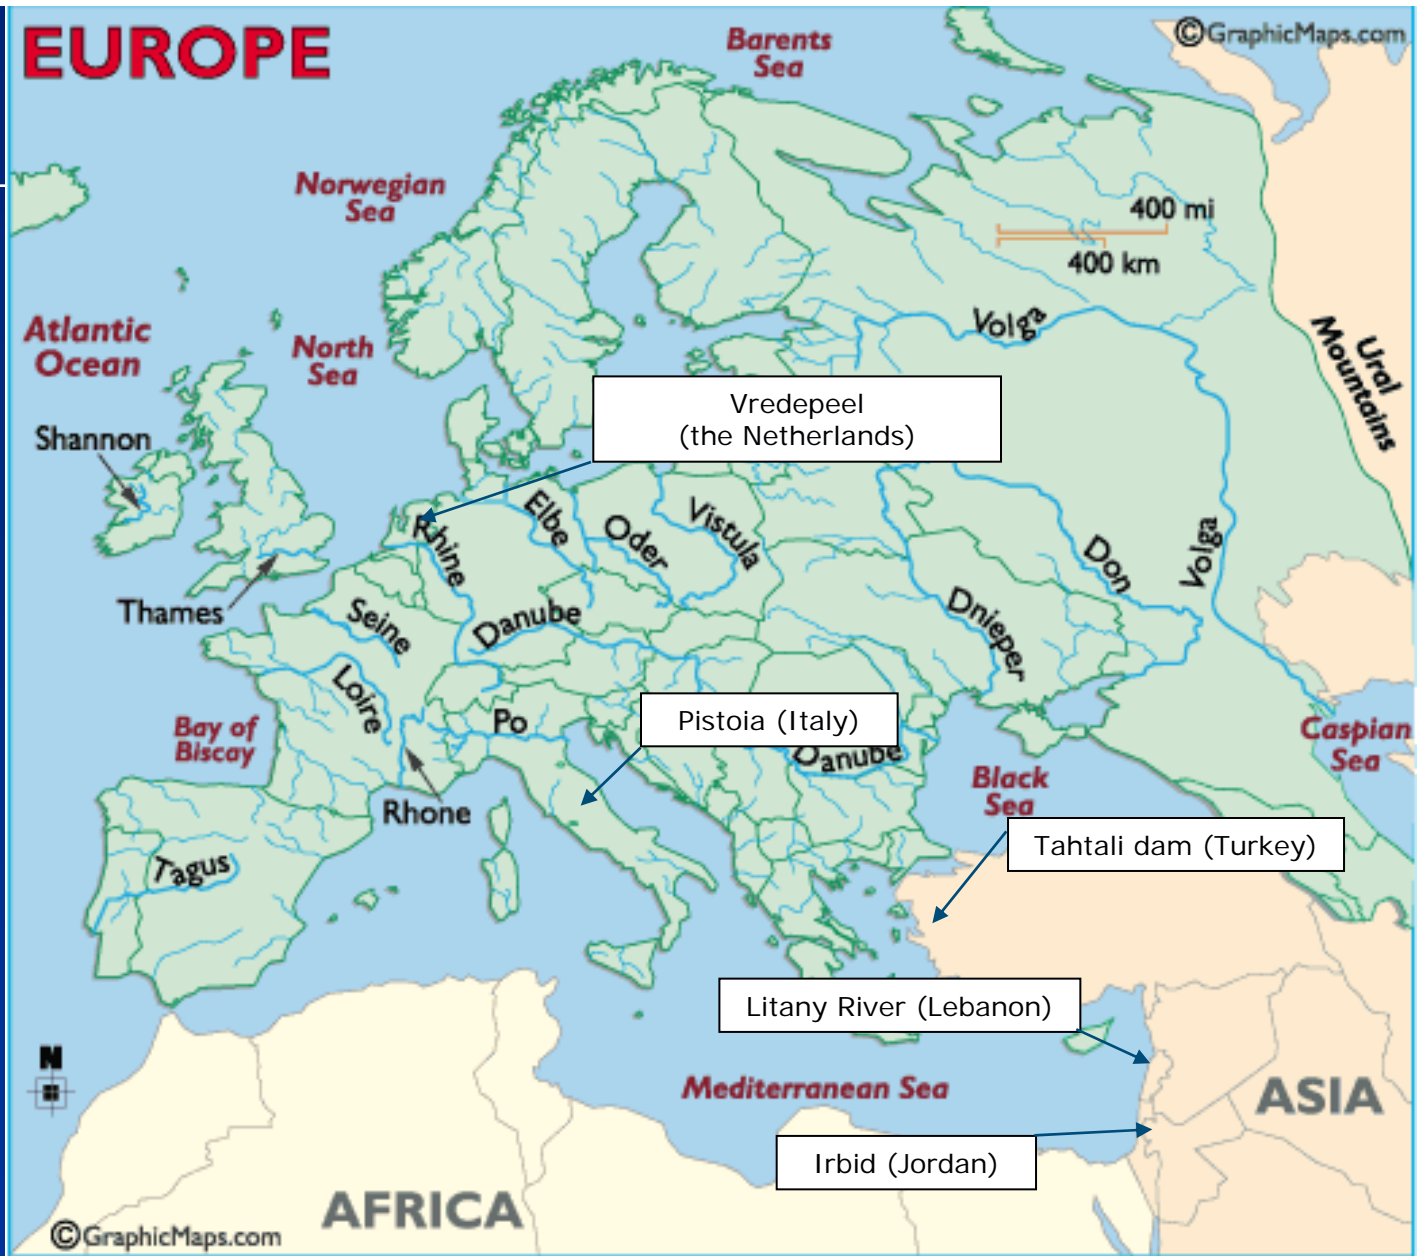 EUROPE
©GraphicMaps.com
Barents
Sea
Norwegian
Sea
400 mi
400 km
Atlantic
Ocean
North
Sea
Volga
Ural
Mountains
Vredepeel
(the Netherlands)
Shannon
Rhine
Elbe
Oder
Vistula
Don
Volga
Thames
Seine
Danube
Dnieper
Loire
Po
Pistoia (Italy)
Bay of
Biscay
Danube
Caspian
Sea
Black
Sea
Rhone
Tahtali dam (Turkey)
Tagus
Litany River (Lebanon)
N
Mediterranean Sea
ASIA
Irbid (Jordan)
AFRICA
©GraphicMaps.com